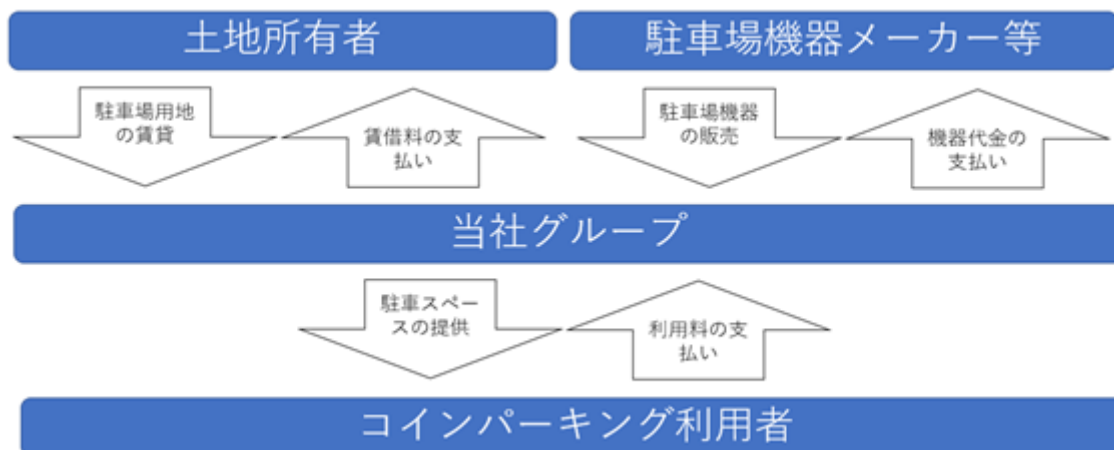 土地所有者
駐車場機器メーカー等
駐車場用地
の賃貸
賃借料の支
払い
駐車場機器
の販売
機器代金の
支払い
当社グループ
駐車スペー
スの提供
利用料の支
払い
コインパーキング利用者